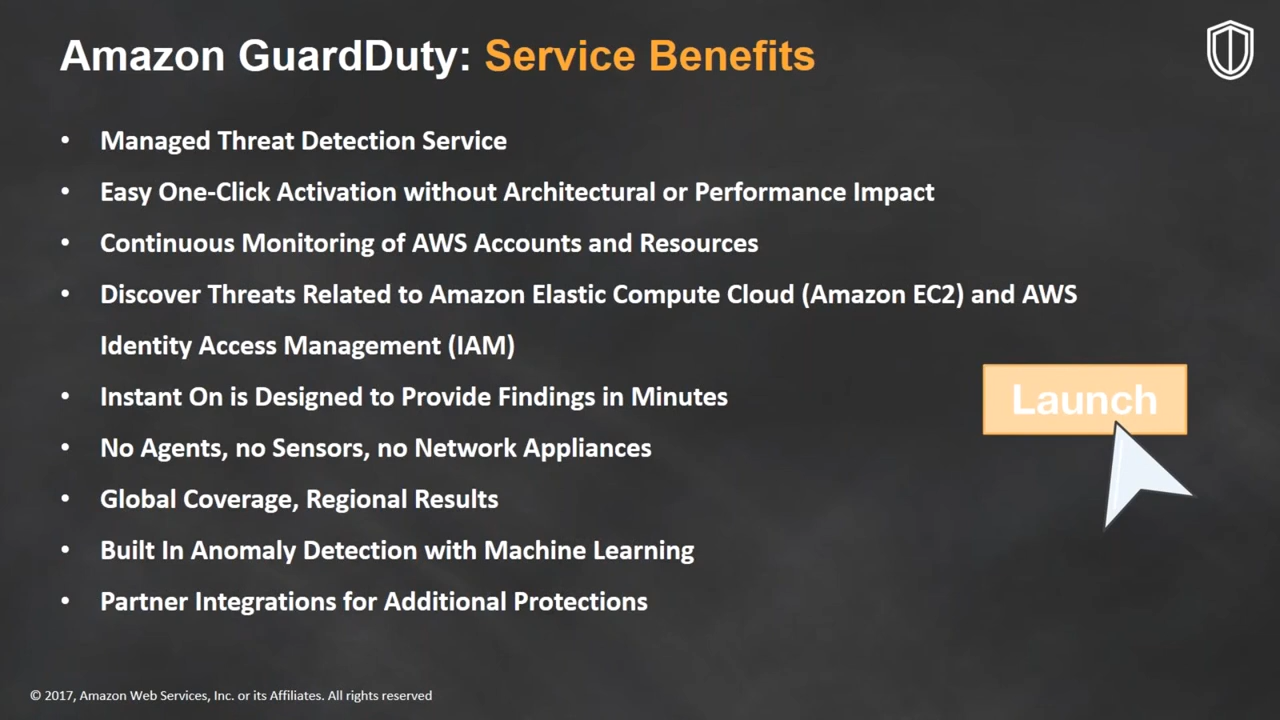 Amazon GuardDuty: Service Benefits
• Managed Threat Detection Service
• Easy One-Click Activation without Architectural or Performance Impact
• Continuous Monitoring of AWS Accounts and Resources
• Discover Threats Related to Amazon Elastic Compute Cloud (Amazon EC2) and AWS
Identity Access Management (IAM)
• Instant On is Designed to Provide Findings in Minutes
• No Agents, no Sensors, no Network Appliances
• Global Coverage, Regional Results
• Built In Anomaly Detection with Machine Learning
• Partner Integrations for Additional Protections
Launch
© 2017, Amazon Web Services, Inc. or its Affiliates. All rights reserved